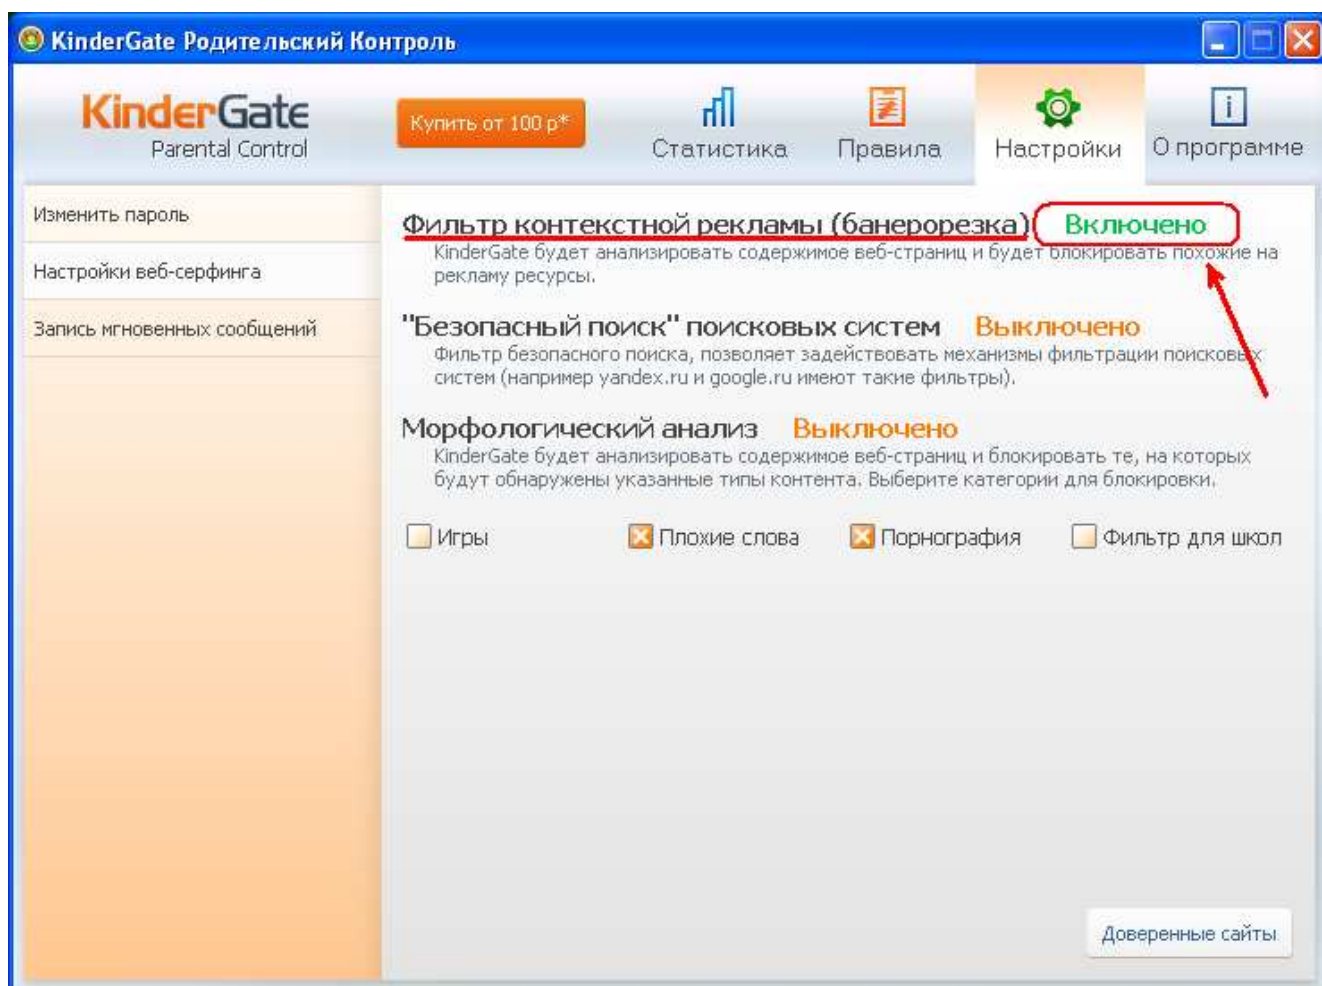 KinderGate Родительский Контроль
KinderGate
Parental Control
Купить от 100 р*
Статистика
Правила
Настройки
О программе
Изменить пароль
Настройки веб-серфинга
Запись мгновенных сообщений
Фильтр контекстной рекламы (банерорезка) Включено
KinderGate будет анализировать содержимое веб-страниц и будет блокировать похожие на
рекламу ресурсы.
"Безопасный поиск" поисковых систем Выключено
Фильтр безопасного поиска, позволяет задействовать механизмы фильтрации поисковых
систем (например yandex.ru и google.ru имеют такие фильтры).
Морфологический анализ Выключено
KinderGate будет анализировать содержимое веб-страниц и блокировать те, на которых
будут обнаружены указанные типы контента. Выберите категории для блокировки.
Игры
Плохие слова
Порнография
Фильтр для школ
Доверенные сайты